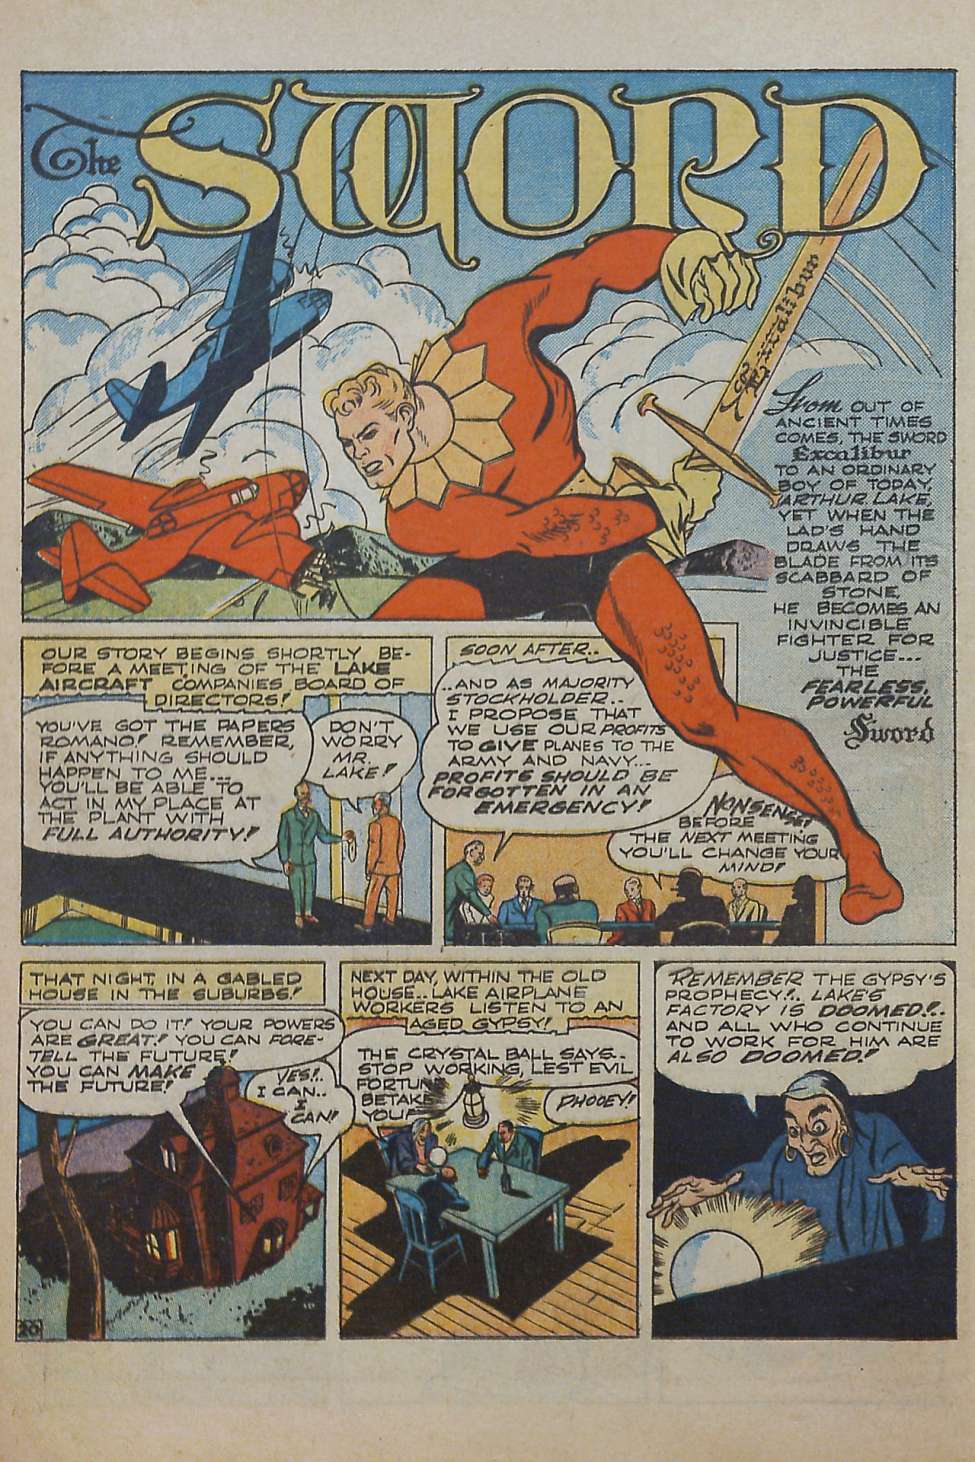 The SWORD
Excalibur
From OUT OF
ANCIENT TIMES
COMES, THE SWORD
Excalibur
TO AN ORDINARY
BOY OF TODAY,
ARTHUR LAKE,
YET WHEN THE
LAD'S HAND
DRAWS THE
BLADE FROM ITS
SCABBARD OF
STONE,
HE BECOMES AN
INVINCIBLE
FIGHTER FOR
JUSTICE...
THE
FEARLESS,
POWERFUL
Sword
OUR STORY BEGINS SHORTLY BE-
FORE A MEETING OF THE LAKE
AIRCRAFT COMPANIES BOARD OF
DIRECTORS!
YOU'VE GOT THE PAPERS
ROMANO! REMEMBER,
IF ANYTHING SHOULD
HAPPEN TO ME...
YOU'LL BE ABLE TO
ACT IN MY PLACE AT
THE PLANT WITH
FULL AUTHORITY!
DON'T
WORRY
MR.
LAKE!
SOON AFTER..
..AND AS MAJORITY
STOCKHOLDER..
I PROPOSE THAT
WE USE OUR PROFITS
TO GIVE PLANES TO THE
ARMY AND NAVY..
PROFITS SHOULD BE
FORGOTTEN IN AN
EMERGENCY!
NONSENSE!
BEFORE
THE NEXT MEETING
YOU'LL CHANGE YOUR
MIND!
THAT NIGHT, IN A GABLED
HOUSE IN THE SUBURBS!
YOU CAN DO IT! YOUR POWERS
ARE GREAT! YOU CAN FORE-
TELL THE FUTURE!
YOU CAN MAKE
THE FUTURE!
YES!..
I CAN..
I
CAN!
NEXT DAY, WITHIN THE OLD
HOUSE.. LAKE AIRPLANE
WORKERS LISTEN TO AN
AGED GYPSY!
THE CRYSTAL BALL SAYS..
STOP WORKING, LEST EVIL
FORTUNE
BETAKE
YOU!
PHOOEY!
REMEMBER THE GYPSY'S
PROPHECY!.. LAKE'S
FACTORY IS DOOMED!..
AND ALL WHO CONTINUE
TO WORK FOR HIM ARE
ALSO DOOMED!